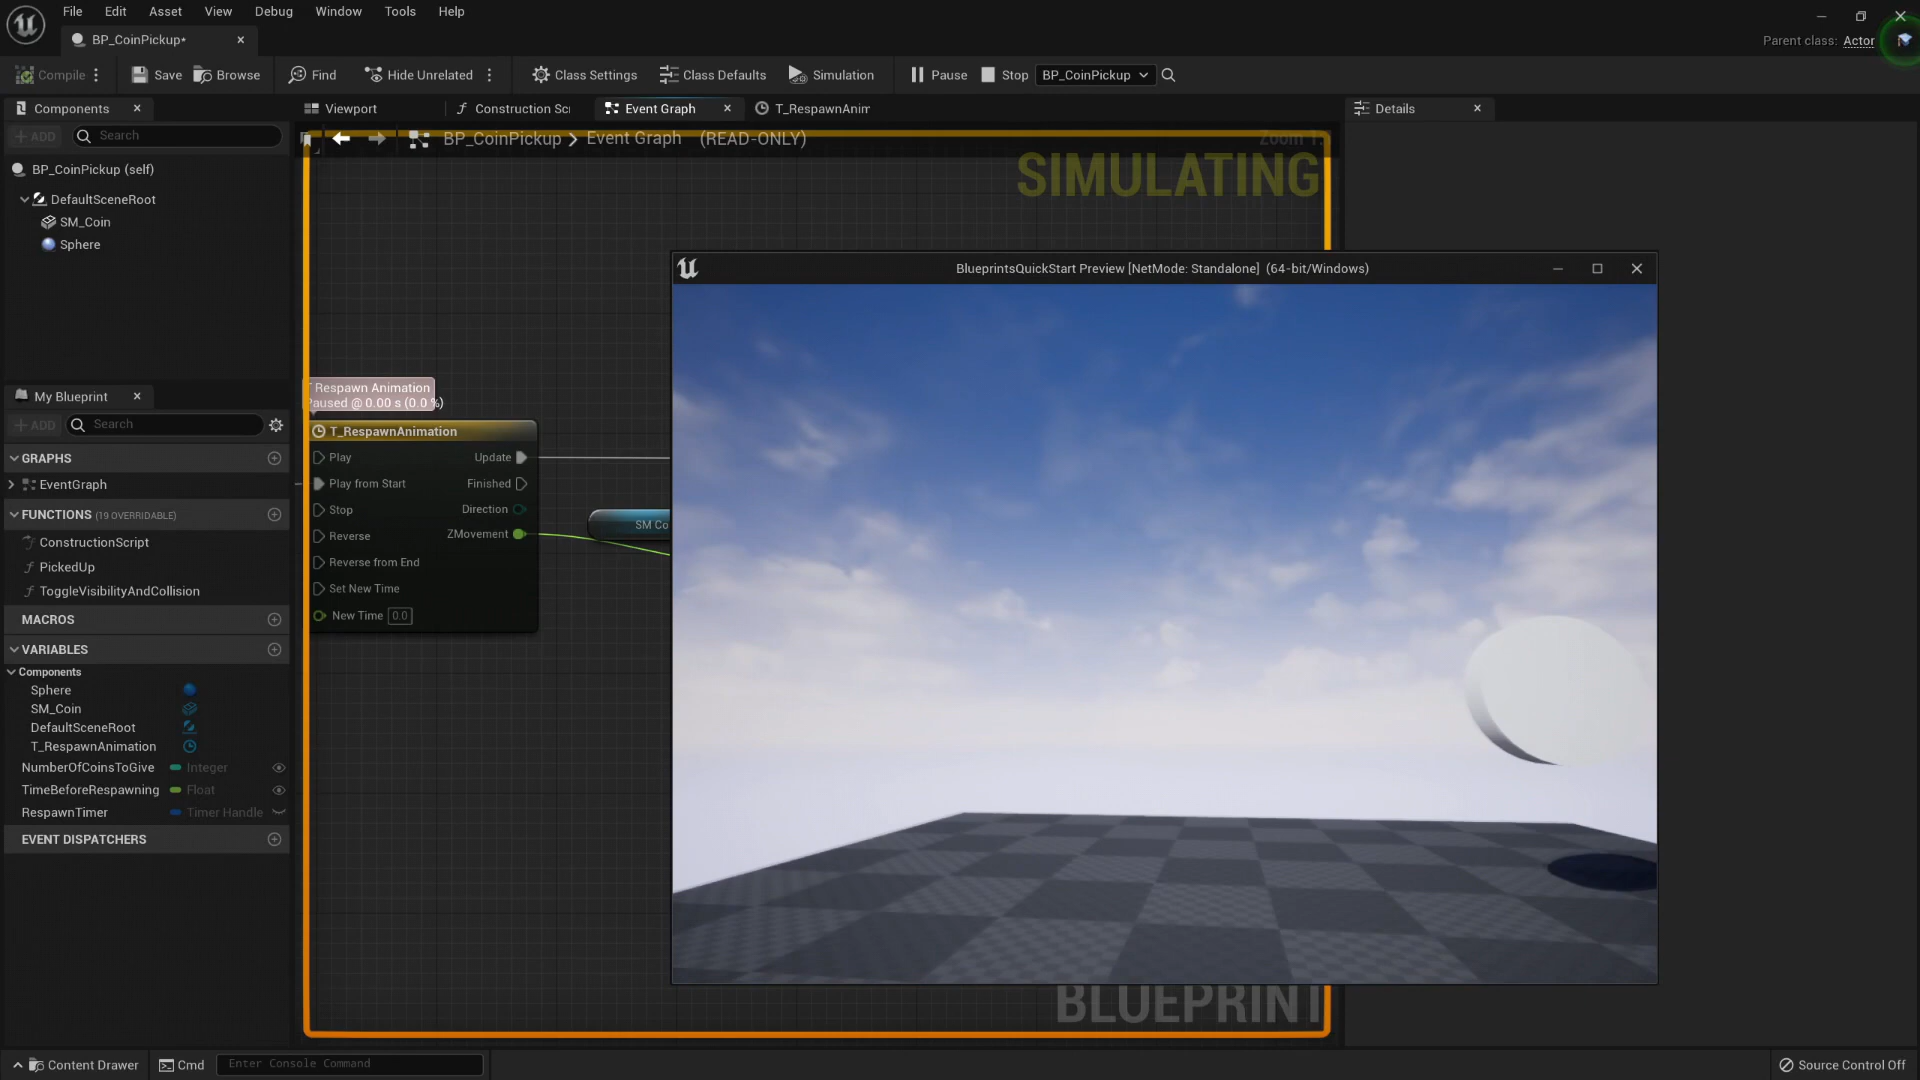 File Edit Asset View Debug Window Tools Help
BP_CoinPickup*
Parent class: Actor
Compile Save Browse Find Hide Unrelated Class Settings Class Defaults Simulation Pause Stop BP_CoinPickup
Components
ADD Search
BP_CoinPickup (self)
DefaultSceneRoot
SM_Coin
Sphere
Viewport Construction Scr Event Graph T_RespawnAnim
BP_CoinPickup > Event Graph (READ-ONLY)
Zoom 1:
SIMULATING
Details
BlueprintsQuickStart Preview [NetMode: Standalone] (64-bit/Windows)
T Respawn Animation
Paused @ 0.00 s (0.0 %)
T_RespawnAnimation
Play Update
Play from Start Finished
Stop Direction
Reverse ZMovement
Reverse from End
Set New Time
New Time 0.0
SM Co
BLUEPRINT
My Blueprint
ADD Search
GRAPHS
EventGraph
FUNCTIONS (19 OVERRIDABLE)
ConstructionScript
PickedUp
ToggleVisibilityAndCollision
MACROS
VARIABLES
Components
Sphere
SM_Coin
DefaultSceneRoot
T_RespawnAnimation
NumberOfCoinsToGive Integer
TimeBeforeRespawning Float
RespawnTimer Timer Handle
EVENT DISPATCHERS
Content Drawer Cmd Enter Console Command
Source Control Off